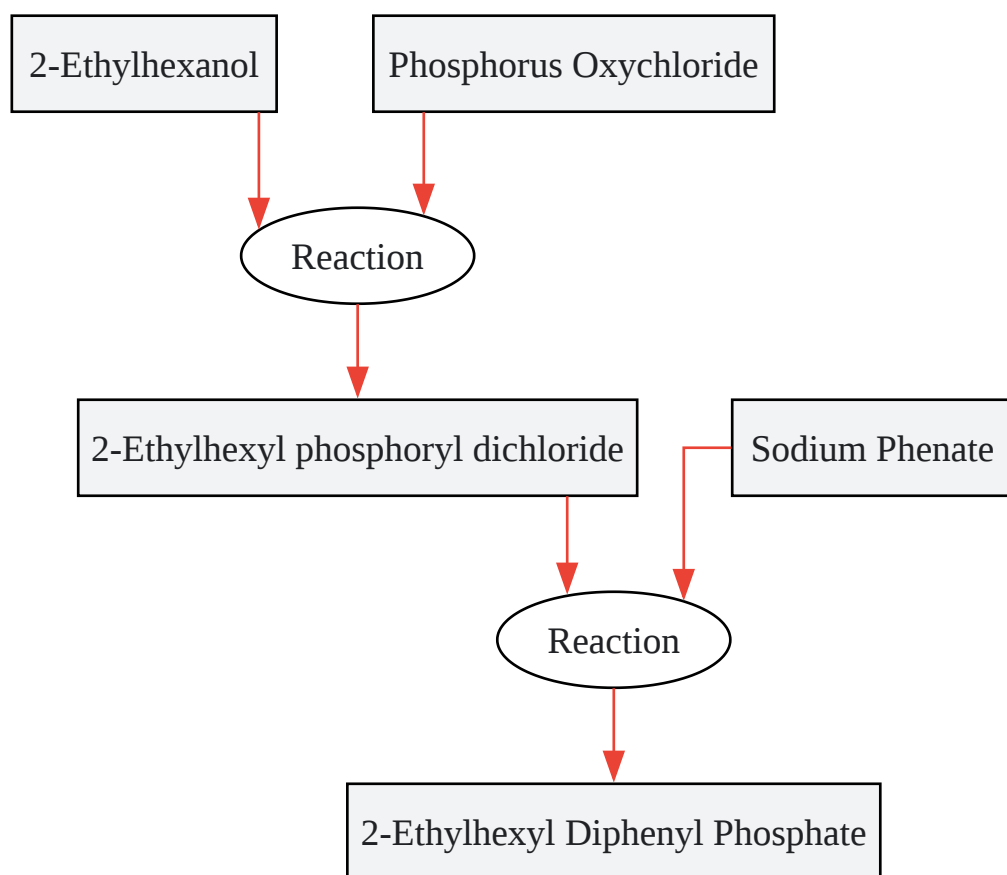 2-Ethylhexanol
Phosphorus Oxychloride
Reaction
2-Ethylhexyl phosphoryl dichloride
Sodium Phenate
Reaction
2-Ethylhexyl Diphenyl Phosphate